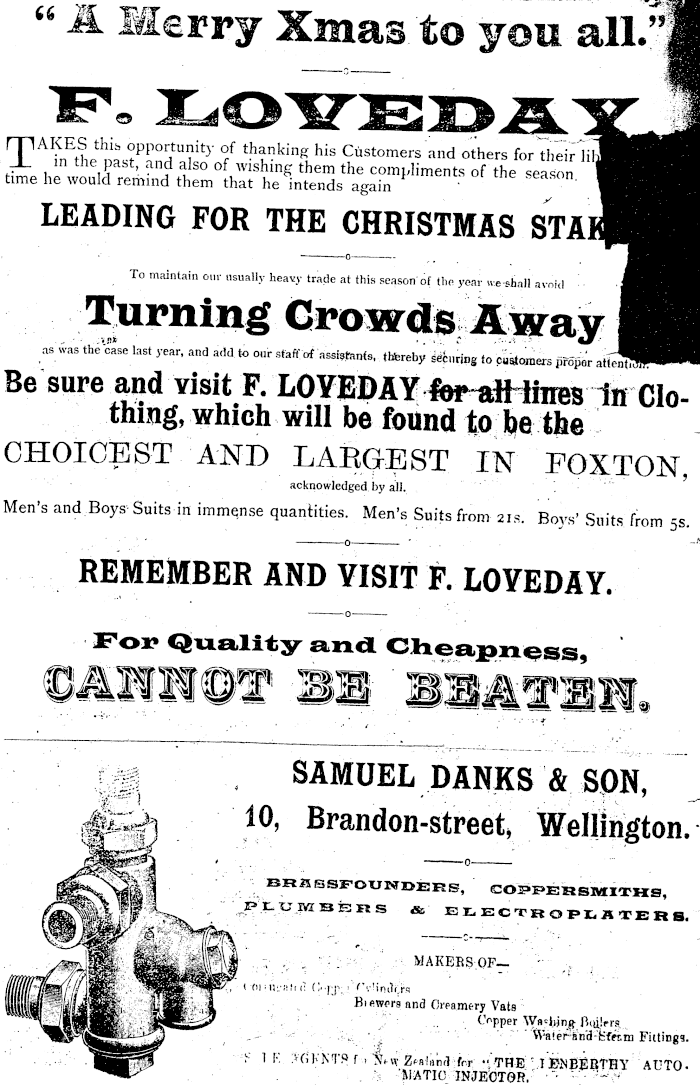 “ A Merry Xmas to you all.”
F. LOVEDAY
TAKES this opportunity of thanking his Customers and others for their
in the past, and also of wishing them the compliments of the season.
time he would remind them that he intends again
LEADING FOR THE CHRISTMAS
To maintain our usually heavy trade at this season of the year we shall avoid
Turning Crowds Away
as was the case last year, and add to our staff of assistants, thereby securing to customers proper attention.
Be sure and visit F. LOVEDAY for all lines in Clo-
thing, which will be found to be the
CHOICEST AND LARGEST IN FOXTON,
acknowledged by all.
Men's and Boys Suits in immense quantities. Men's Suits from 21s. Boys' Suits from 5s.
REMEMBER AND VISIT F. LOVEDAY.
For Quality and Cheapness,
CANNOT BE BEATEN.
SAMUEL DANKS & SON,
10, Brandon-street, Wellington.
BRASSFOUNDERS, COPPERSMITHS,
PLUMBERS & ELECTROPLATERS.
MAKERS OF—
Cylinders
Brewers and Creamery Vats
Copper Washing Boilers
Water and Steam Fittings.
AGENTS New Zealand for “THE AUTO-
MATIC INJECTOR.